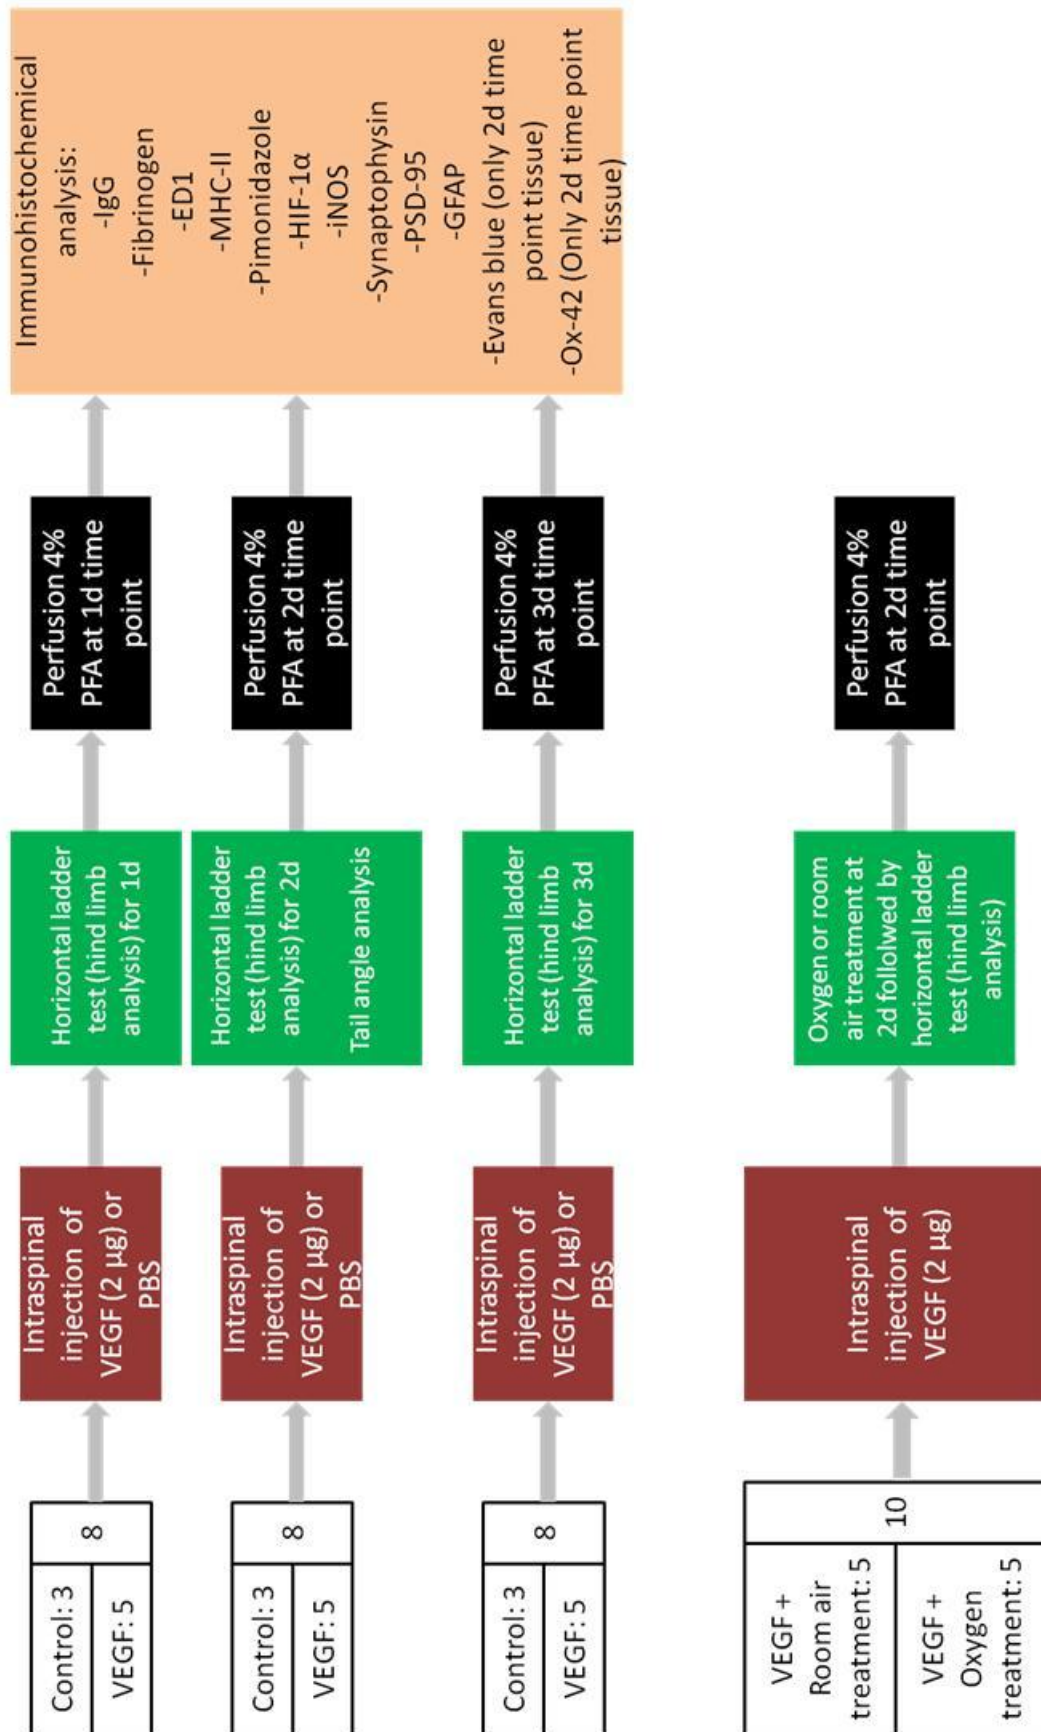 Control: 3
VEGF: 5
8
Intraspinal
injection of
VEGF (2 µg) or
PBS
Horizontal ladder
test (hind limb
analysis) for 1d
Perfusion 4%
PFA at 1d time
point
Control: 3
VEGF: 5
8
Intraspinal
injection of
VEGF (2 µg) or
PBS
Horizontal ladder
test (hind limb
analysis) for 2d
Tail angle analysis
Perfusion 4%
PFA at 2d time
point
Control: 3
VEGF: 5
8
Intraspinal
injection of
VEGF (2 µg) or
PBS
Horizontal ladder
test (hind limb
analysis) for 3d
Perfusion 4%
PFA at 3d time
point
Immunohistochemical
analysis:
-IgG
-Fibrinogen
-ED1
-MHC-II
-Pimonidazole
-HIF-1α
-iNOS
-Synaptophysin
-PSD-95
-GFAP
-Evans blue (only 2d time
point tissue)
-Ox-42 (Only 2d time point
tissue)
VEGF +
Room air
treatment: 5
VEGF +
Oxygen
treatment: 5
10
Intraspinal
injection of
VEGF (2 µg)
Oxygen or room
air treatment at
2d follolwed by
horizontal ladder
test (hind limb
analysis)
Perfusion 4%
PFA at 2d time
point